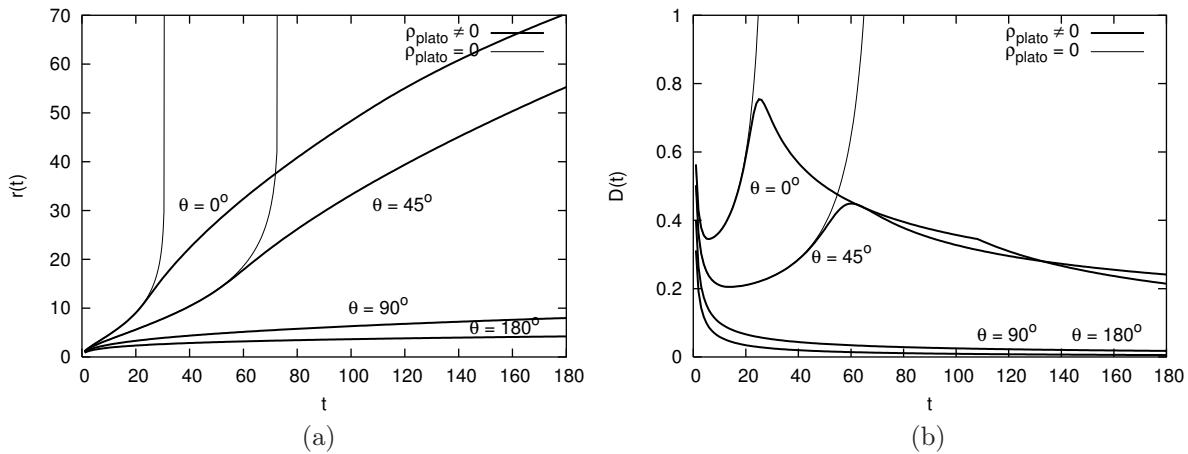 70
60
50
40
30
20
10
0
r(t)
0 20 40 60 80 100 120 140 160 180
t
ρplato ≠ 0
ρplato = 0
θ = 0o
θ = 45o
θ = 90o
θ = 180o
(a)
1
0.8
0.6
0.4
0.2
0
D(t)
0 20 40 60 80 100 120 140 160 180
t
ρplato ≠ 0
ρplato = 0
θ = 0o
θ = 45o
θ = 90o θ = 180o
(b)